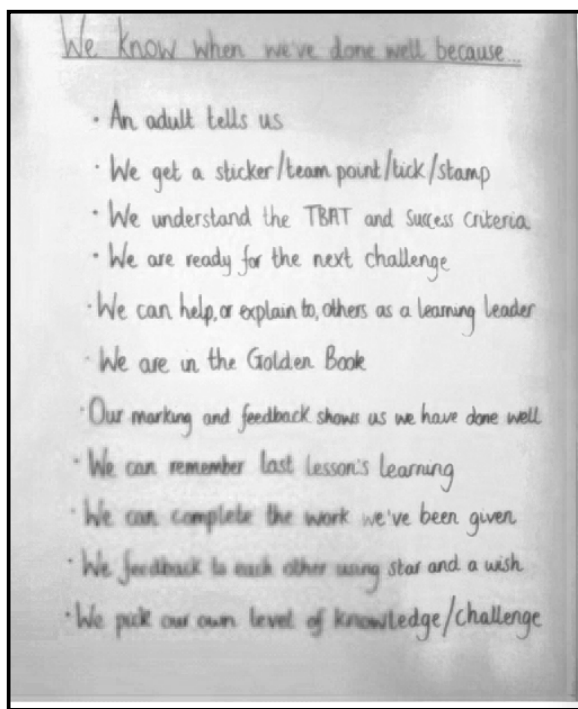 We know when we've done well because...
· An adult tells us
· We get a sticker/team point/tick/stamp
· We understand the TBAT and Success Criteria
· We are ready for the next challenge
· We can help, or explain to, others as a learning leader
· We are in the Golden Book
· Our marking and feedback shows us we have done well
· We can remember last lesson's learning
· We can complete the work we've been given
· We feedback to each other using star and a wish
· We pick our own level of knowledge/challenge